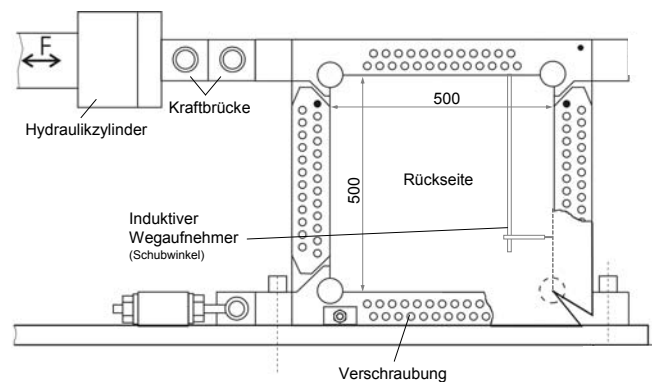 F
Hydraulikzylinder
Kraftbrücke
500
500
Rückseite
Induktiver
Wegaufnehmer
(Schubwinkel)
Verschraubung